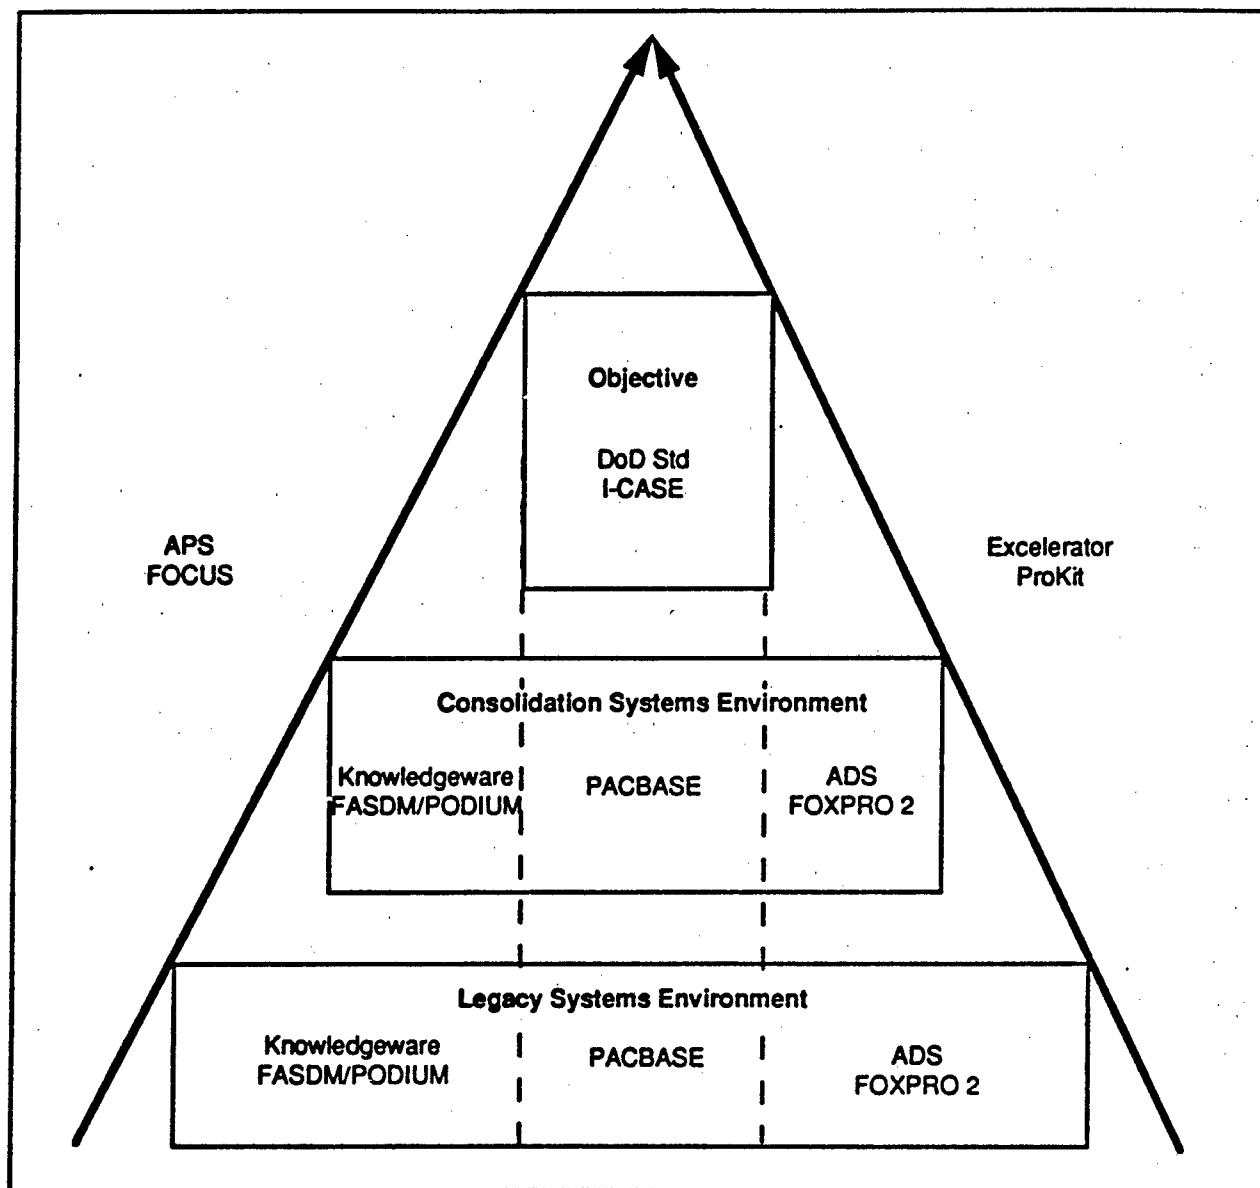 Objective
DoD Std
I-CASE
APS
FOCUS
Excelerator
ProKit
Consolidation Systems Environment
Knowledgeware
FASDM/PODIUM
PACBASE
ADS
FOXPRO 2
Legacy Systems Environment
Knowledgeware
FASDM/PODIUM
PACBASE
ADS
FOXPRO 2